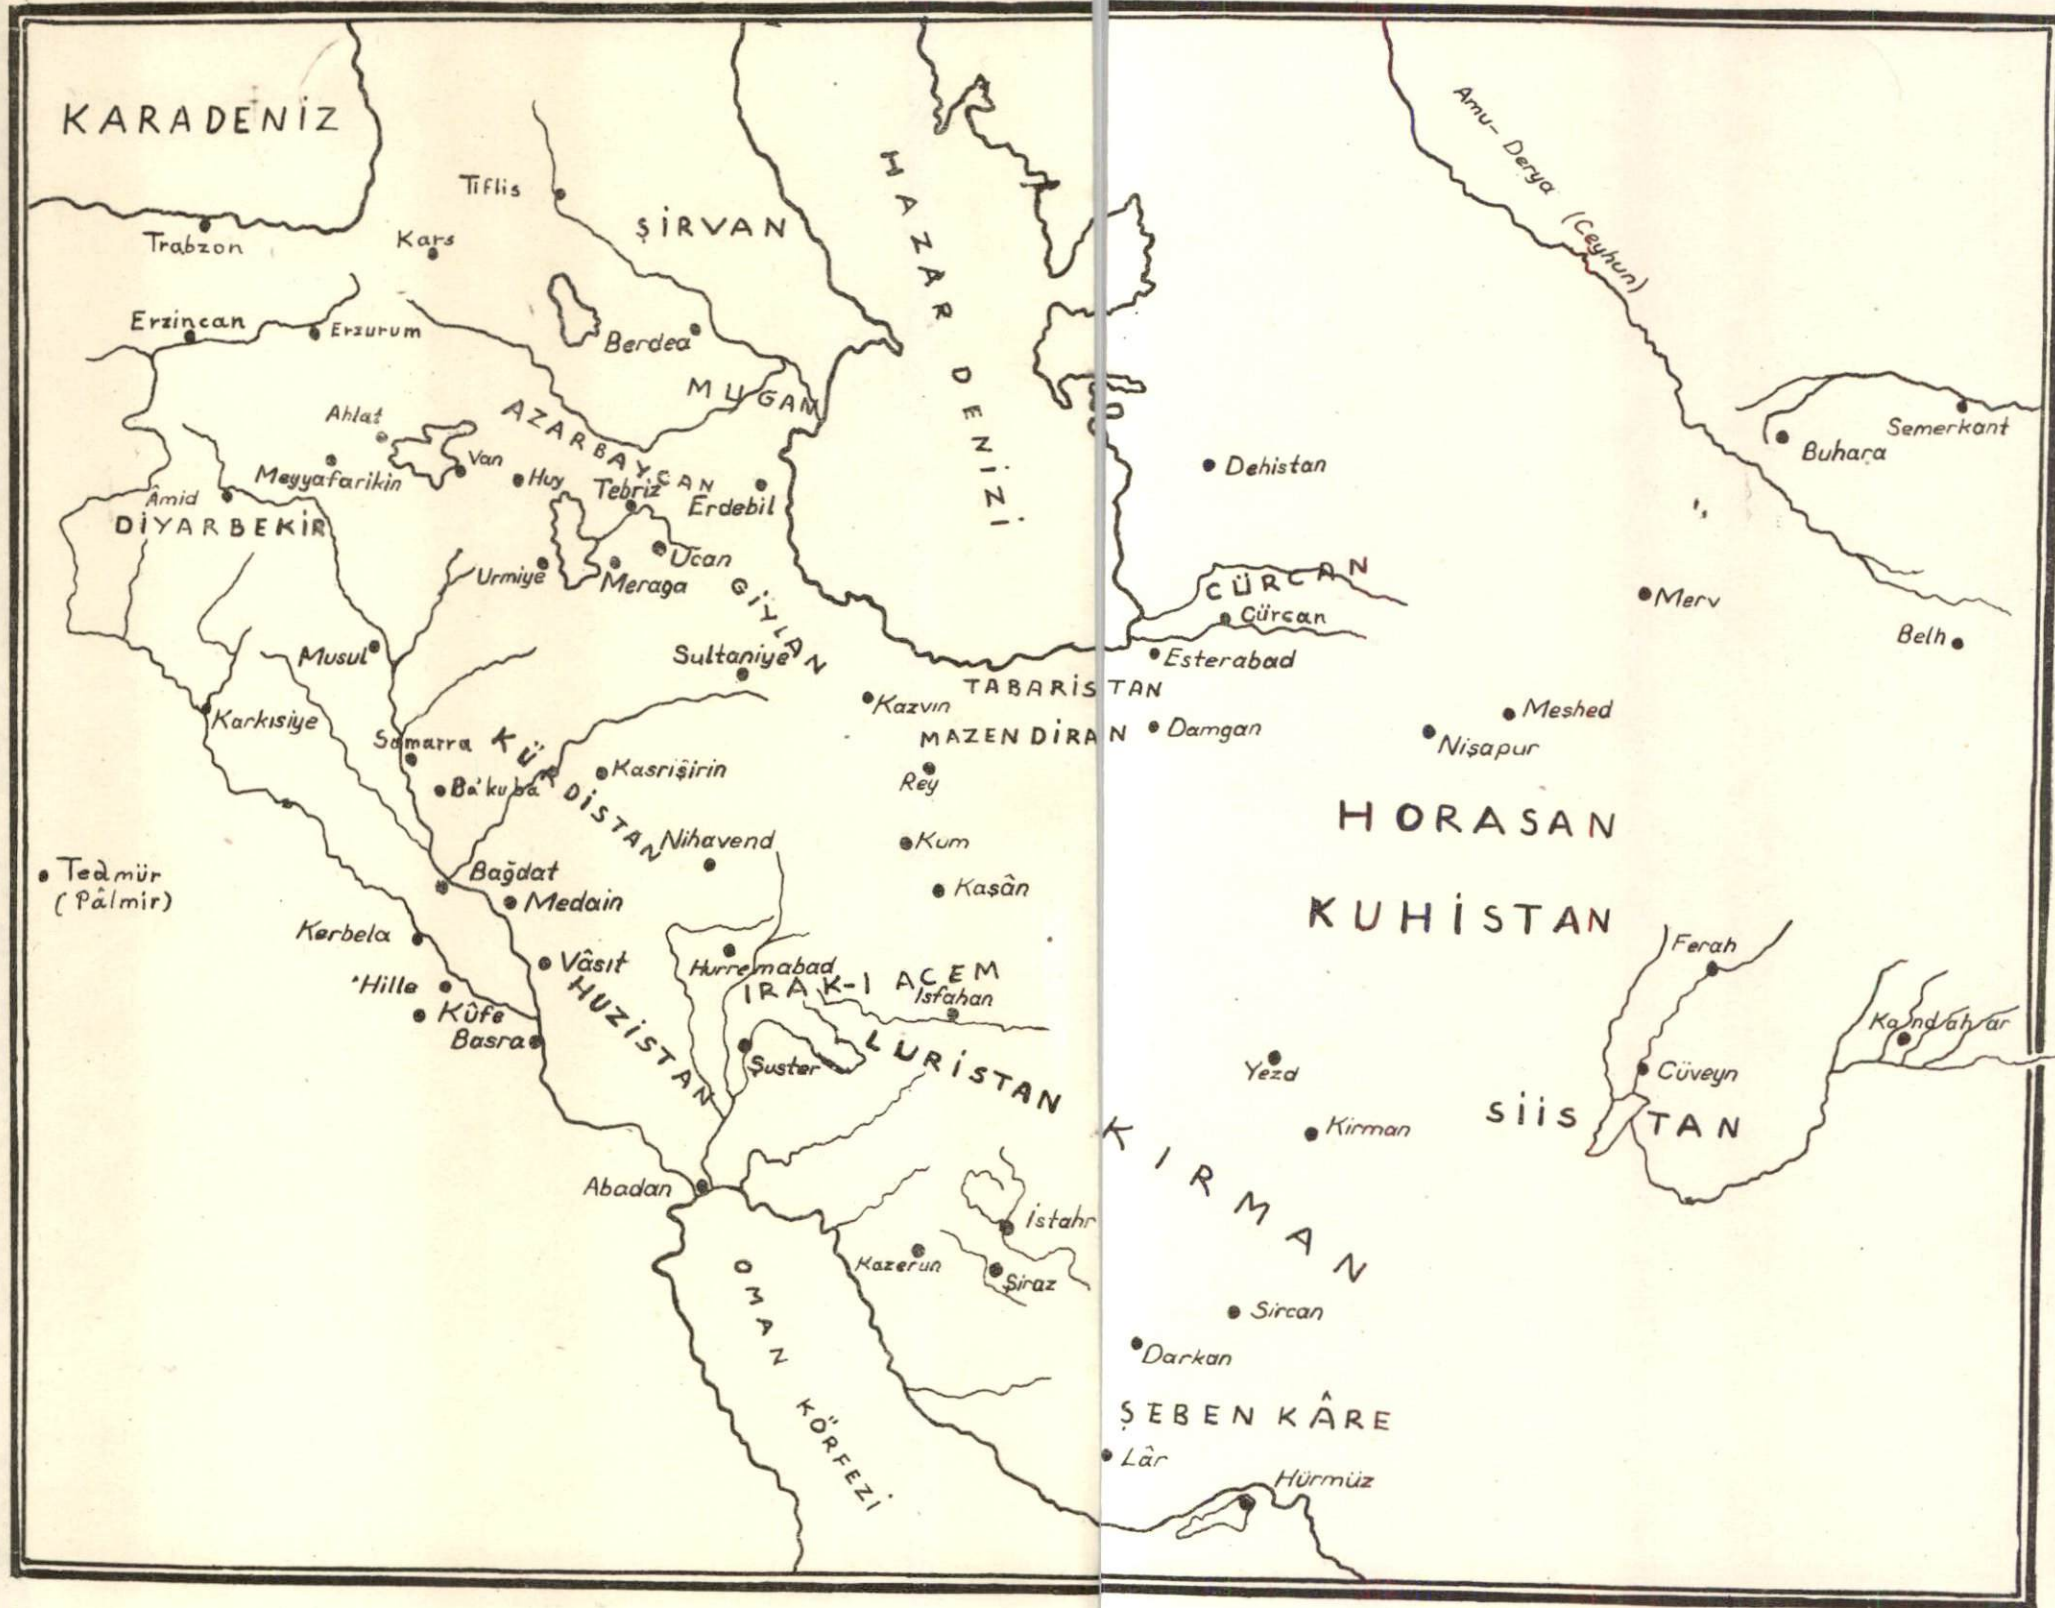 KARADENİZ
Trabzon
Tiflis
Kars
ŞİRVAN
HAZAR DENİZİ
Amu-Derya (Ceyhun)
Erzincan
Erzurum
Berdea
MUGAN
Ahlat
AZARBAYCAN
Meyyafarikin
Van
Huy
Tebriz
Erdebil
Âmid
DİYARBEKİR
Urmiye
Ucan
Meraga
GİYLAN
Dehistan
Semerkant
Buhara
CÜRCAN
Cürcan
Merv
Belh
Musul
Sultaniye
Esterabad
TABARİSTAN
Kazvin
Karkısiye
MAZENDİRAN
Damgan
Meshed
Nişapur
Samarra
KÜRDİSTAN
Kasrişirin
Ba'kuba
Rey
HORASAN
Nihavend
Kum
Tedmür
(Pâlmir)
Bağdat
Medain
Kaşân
KUHİSTAN
Kerbela
Vâsıt
Hurremabad
IRAK-I ACEM
Isfahan
Ferah
'Hille
Kûfe
Basra
HUZİSTAN
Şuster
LURİSTAN
Kandahar
Yezd
Cüveyn
SİİSTAN
Kirman
KIRMAN
Abadan
İstahr
Kazerun
Şiraz
OMAN KÖRFEZİ
Sircan
Darkan
ŞEBEN KÂRE
Lâr
Hürmüz